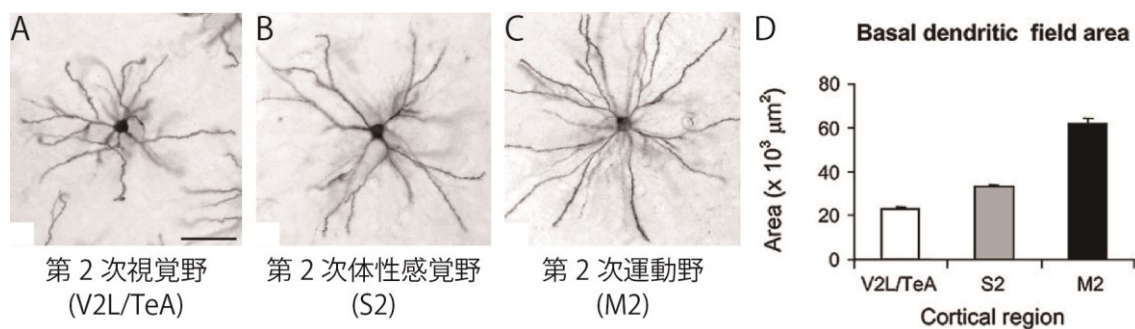 A
B
C
D
Basal dendritic field area
80
60
40
20
0
Area (x 10³ μm²)
V2L/TeA
S2
M2
Cortical region
第2次視覚野
(V2L/TeA)
第2次体性感覚野
(S2)
第2次運動野
(M2)